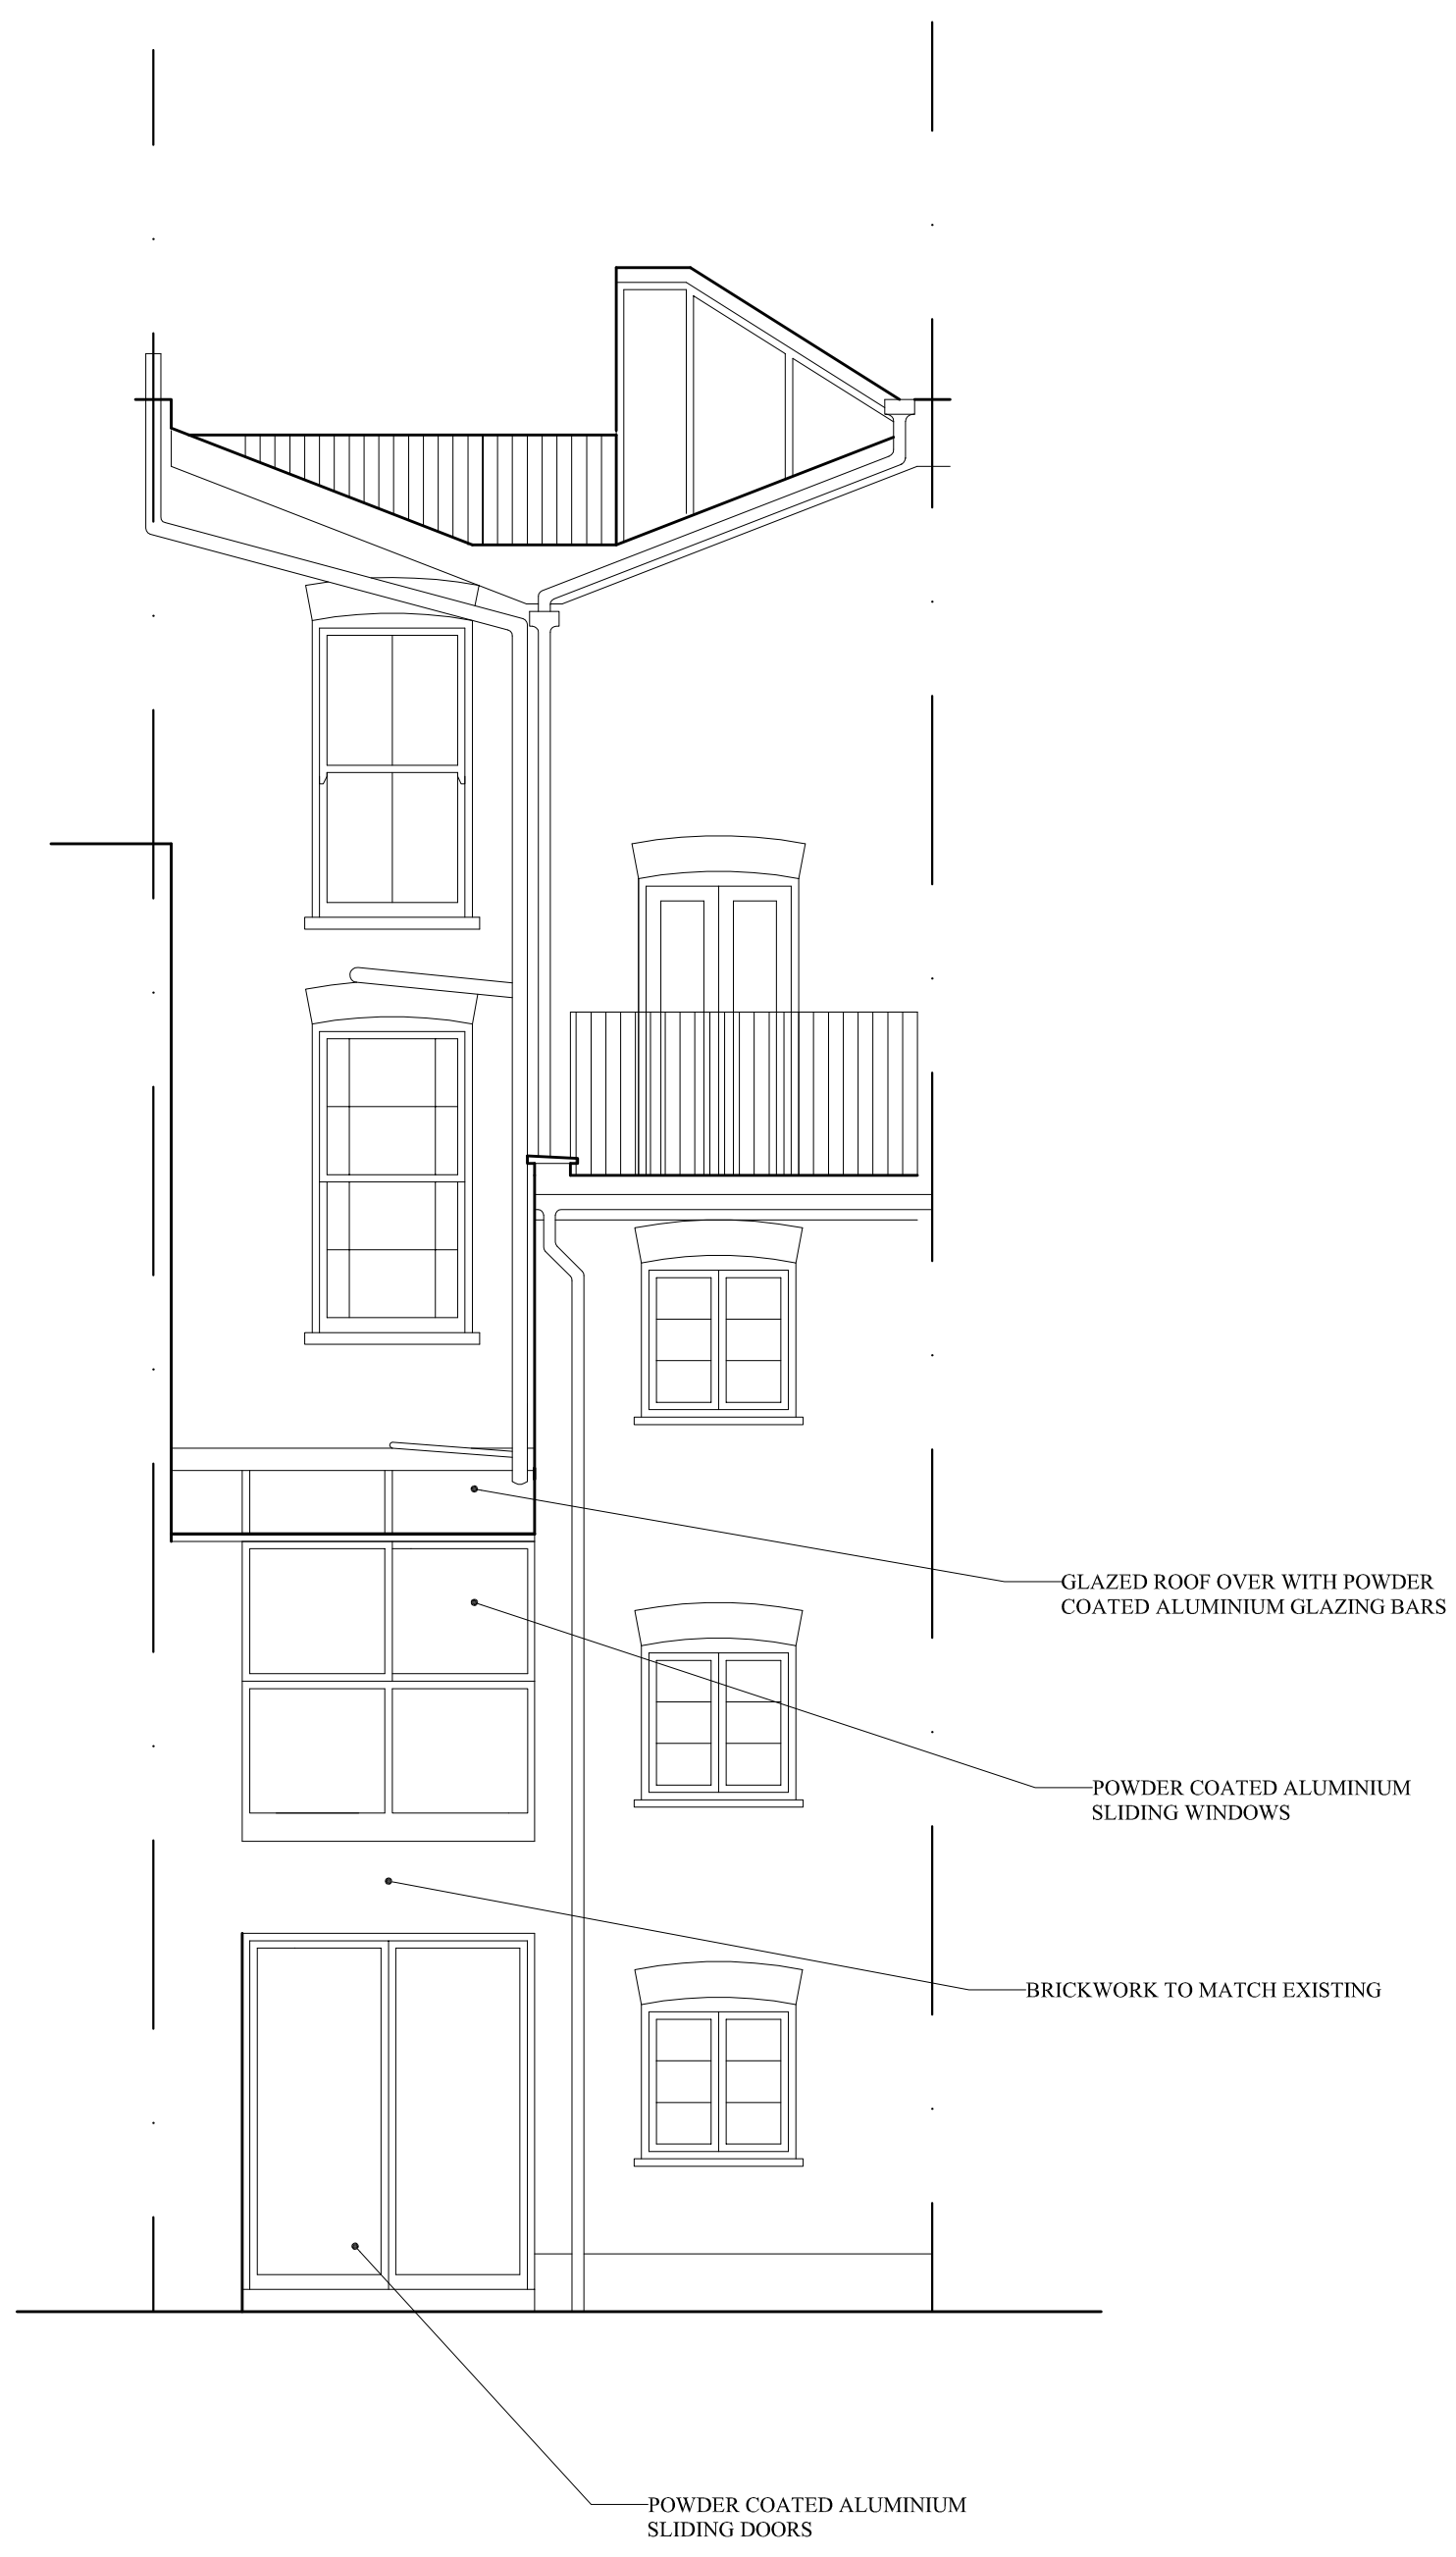 GLAZED ROOF OVER WITH POWDER
COATED ALUMINIUM GLAZING BARS
POWDER COATED ALUMINIUM
SLIDING WINDOWS
BRICKWORK TO MATCH EXISTING
POWDER COATED ALUMINIUM
SLIDING DOORS